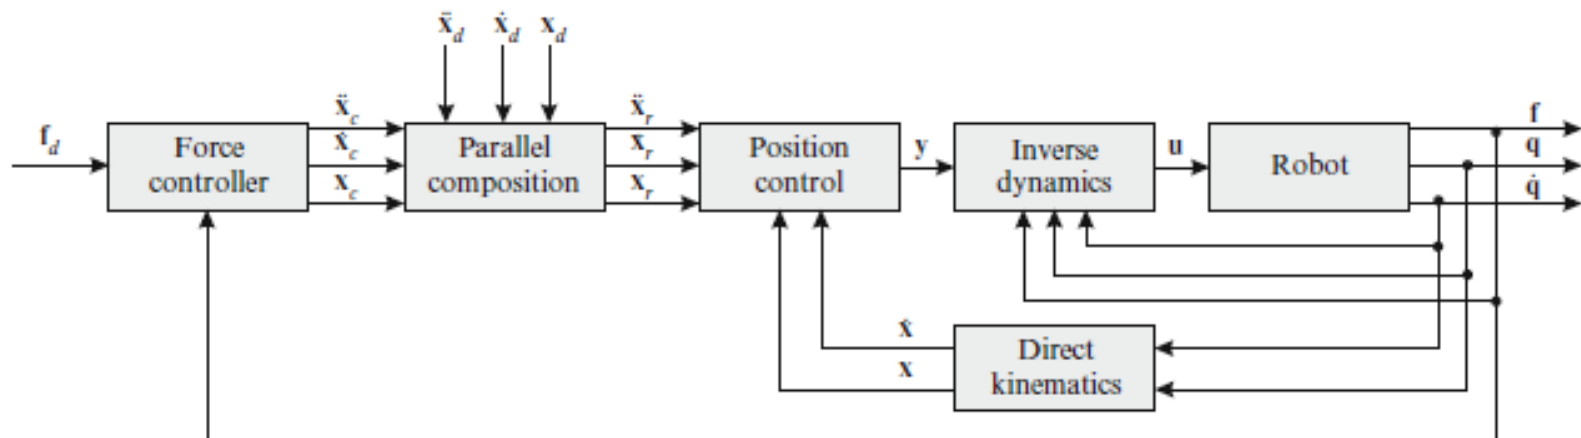 ẍ_d ẋ_d x_d
f_d
ẍ_c
ẋ_c
x_c
ẍ_r
ẋ_r
x_r
Force
controller
Parallel
composition
Position
control
y
Inverse
dynamics
u
Robot
f
q
q̇
ẋ
x
Direct
kinematics